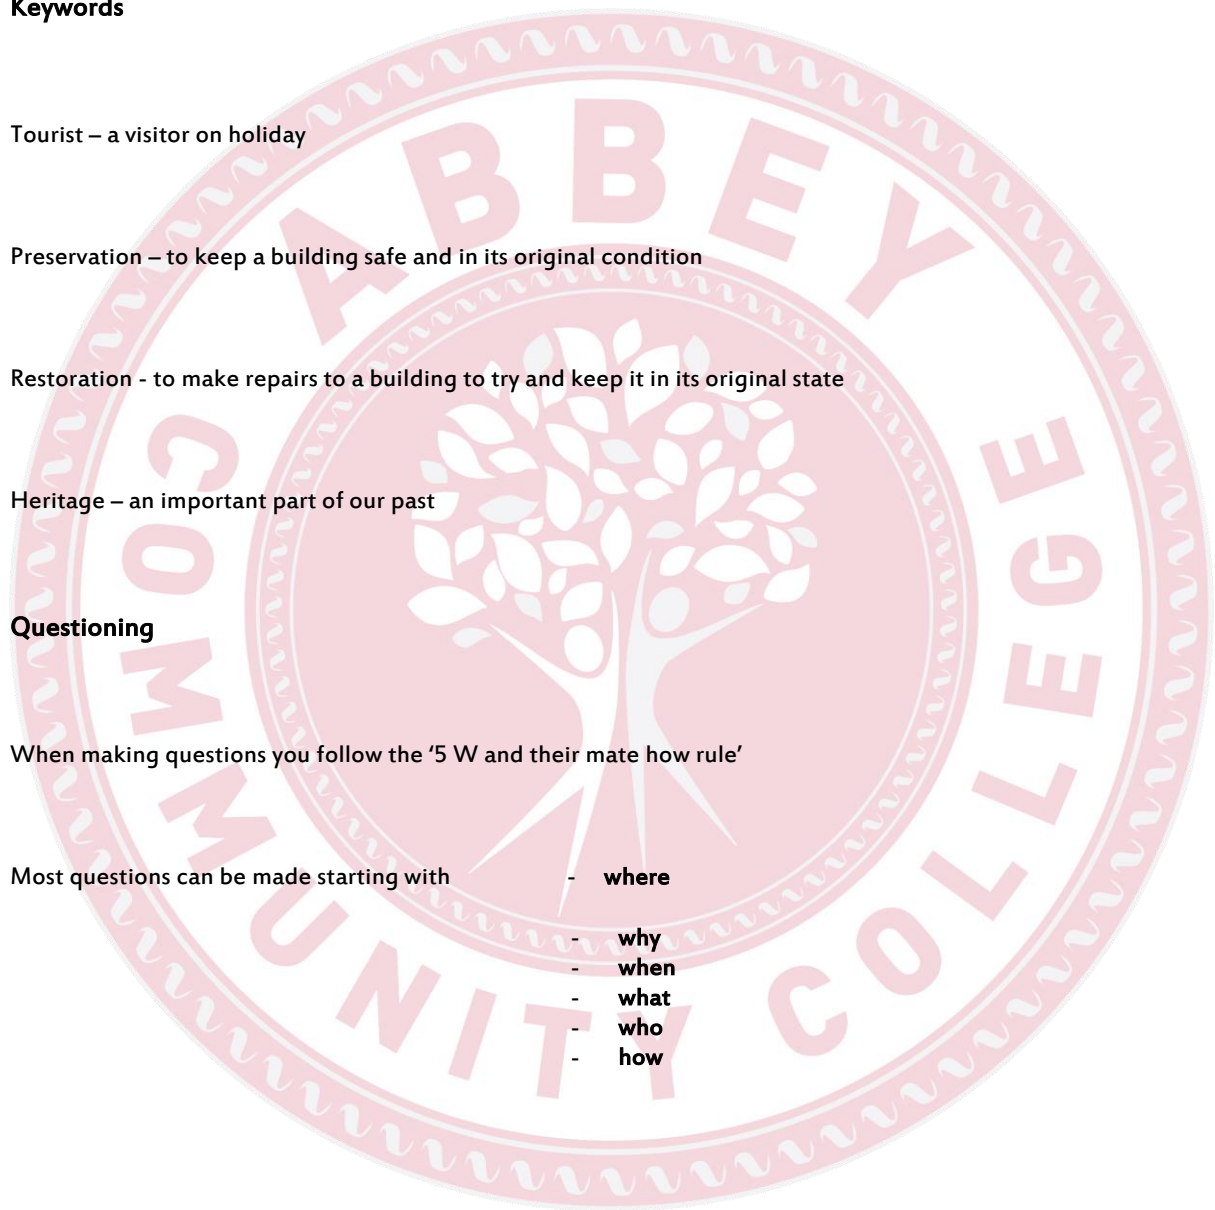 Keywords
Tourist – a visitor on holiday
Preservation – to keep a building safe and in its original condition
Restoration - to make repairs to a building to try and keep it in its original state
Heritage – an important part of our past
Questioning
When making questions you follow the ‘5 W and their mate how rule’
Most questions can be made starting with - where
- why
- when
- what
- who
- how
ABBEY COMMUNITY COLLEGE